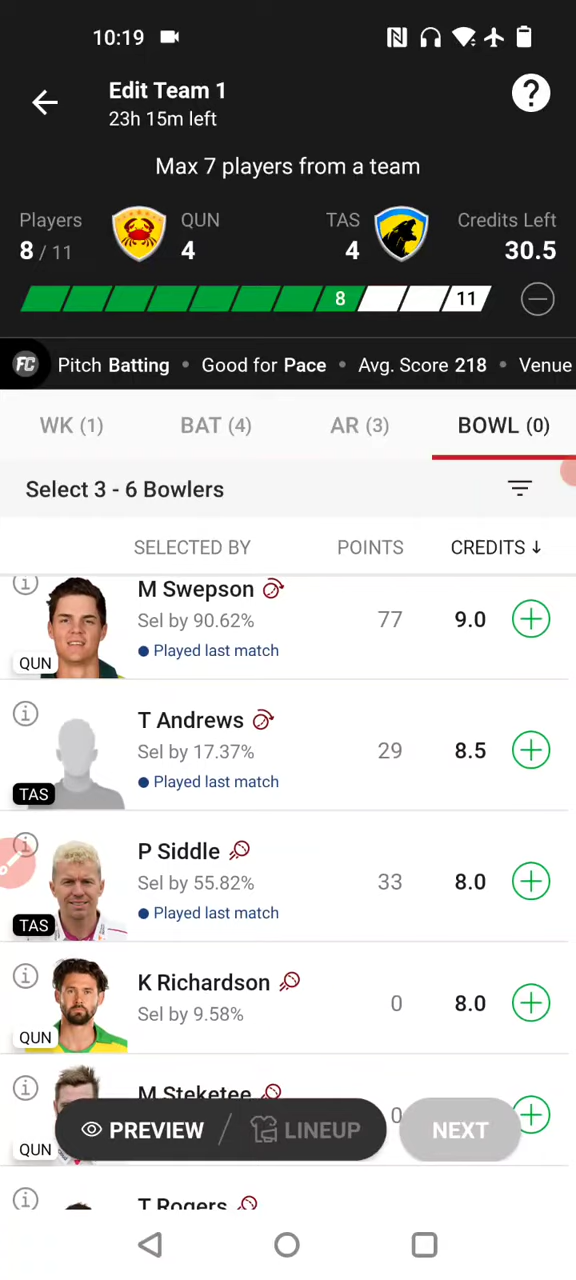 10:19
Edit Team 1
23h 15m left
?
Max 7 players from a team
Players
8 / 11
QUN
4
TAS
4
Credits Left
30.5
8
11
FC
Pitch Batting • Good for Pace • Avg. Score 218 • Venue
WK (1)
BAT (4)
AR (3)
BOWL (0)
Select 3 - 6 Bowlers
SELECTED BY
POINTS
CREDITS ↓
M Swepson
Sel by 90.62%
Played last match
QUN
77
9.0
T Andrews
Sel by 17.37%
Played last match
TAS
29
8.5
P Siddle
Sel by 55.82%
Played last match
TAS
33
8.0
K Richardson
Sel by 9.58%
QUN
0
8.0
M Steketee
QUN
0
PREVIEW / LINEUP
NEXT
T Rogers